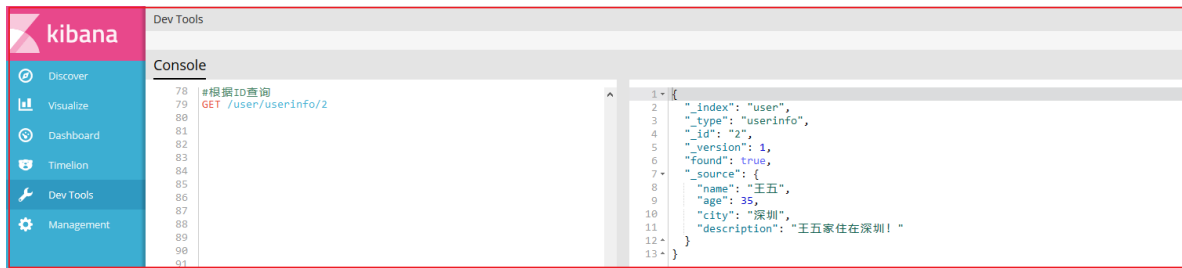 kibana
Discover
Visualize
Dashboard
Timelion
Dev Tools
Management
Dev Tools
Console
78 #根据ID查询
79 GET /user/userinfo/2
80
81
82
83
84
85
86
87
88
89
90
91
1 {
2 "_index": "user",
3 "_type": "userinfo",
4 "_id": "2",
5 "_version": 1,
6 "found": true,
7 "_source": {
8 "name": "王五",
9 "age": 35,
10 "city": "深圳",
11 "description": "王五家住在深圳！"
12 }
13 }